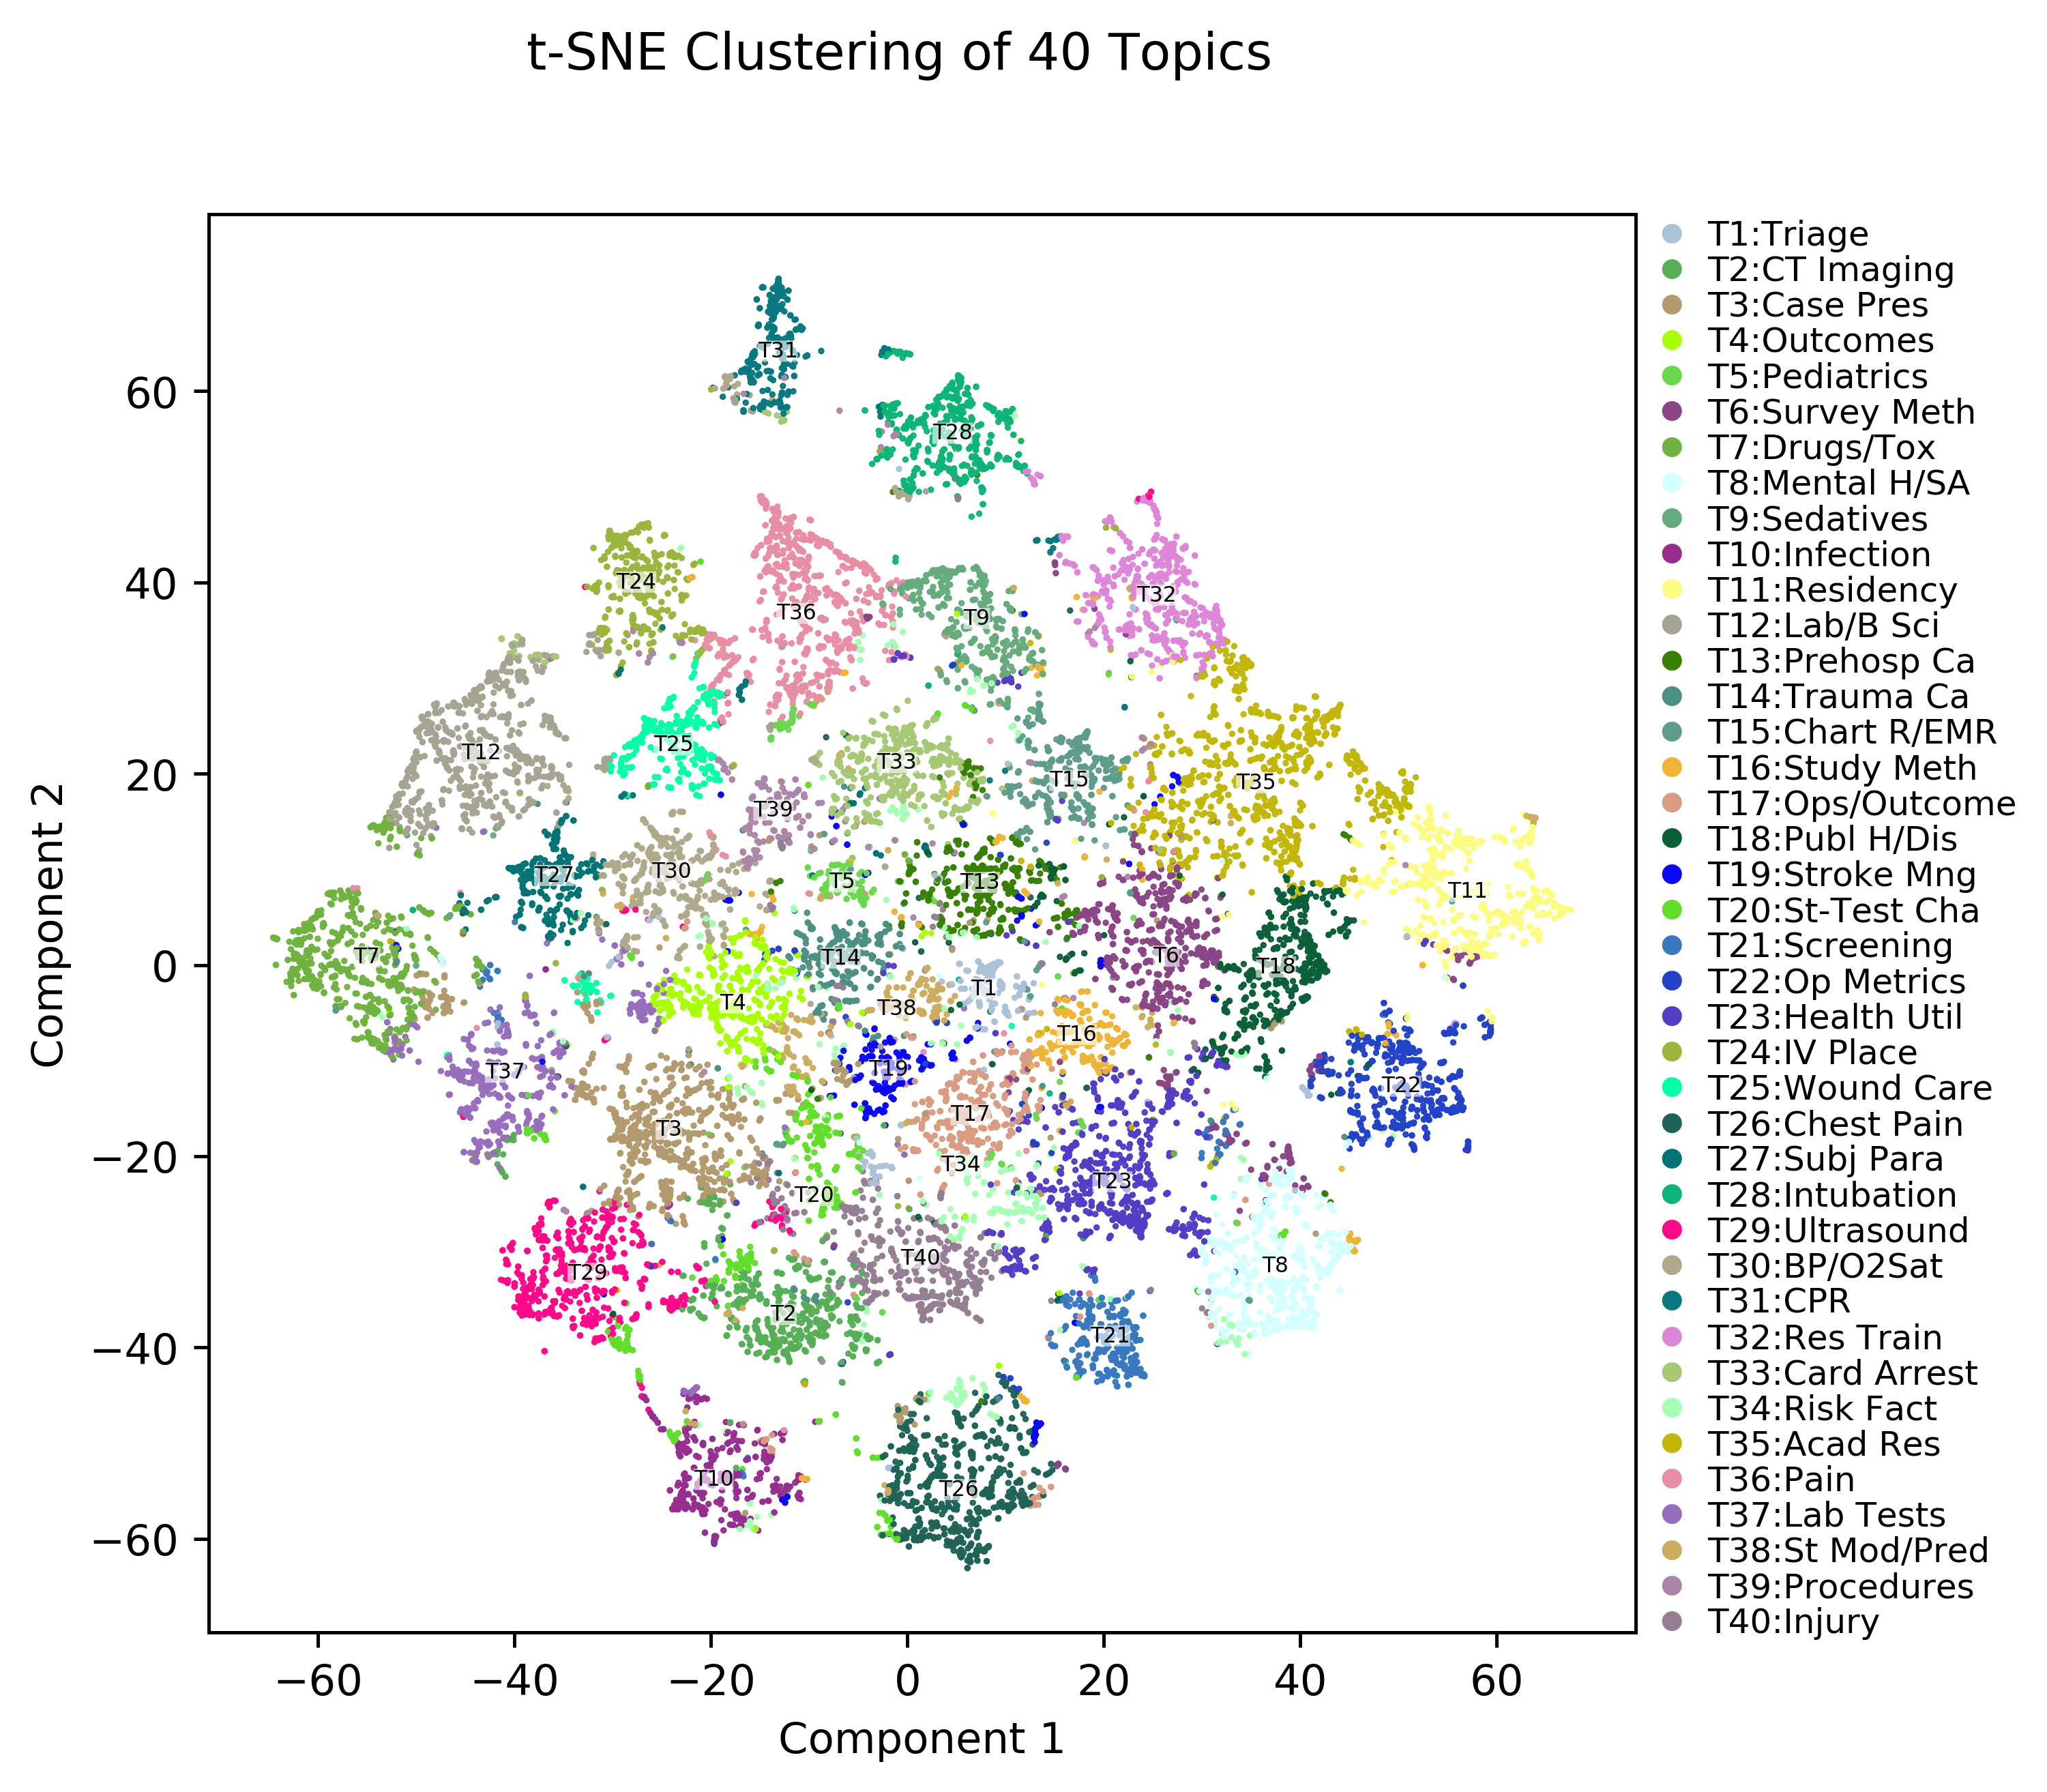 t-SNE Clustering of 40 Topics
T31
T28
T24
T36
T9
T32
T12
T25
T33
T15
T35
T39
T27
T30
T5
T13
T11
T7
T14
T6
T18
T4
T38
T1
T16
T37
T19
T22
T3
T17
T34
T20
T23
T29
T40
T8
T2
T21
T10
T26
60
40
20
0
−20
−40
−60
Component 2
−60
−40
−20
0
20
40
60
Component 1
T1:Triage
T2:CT Imaging
T3:Case Pres
T4:Outcomes
T5:Pediatrics
T6:Survey Meth
T7:Drugs/Tox
T8:Mental H/SA
T9:Sedatives
T10:Infection
T11:Residency
T12:Lab/B Sci
T13:Prehosp Ca
T14:Trauma Ca
T15:Chart R/EMR
T16:Study Meth
T17:Ops/Outcome
T18:Publ H/Dis
T19:Stroke Mng
T20:St-Test Cha
T21:Screening
T22:Op Metrics
T23:Health Util
T24:IV Place
T25:Wound Care
T26:Chest Pain
T27:Subj Para
T28:Intubation
T29:Ultrasound
T30:BP/O2Sat
T31:CPR
T32:Res Train
T33:Card Arrest
T34:Risk Fact
T35:Acad Res
T36:Pain
T37:Lab Tests
T38:St Mod/Pred
T39:Procedures
T40:Injury